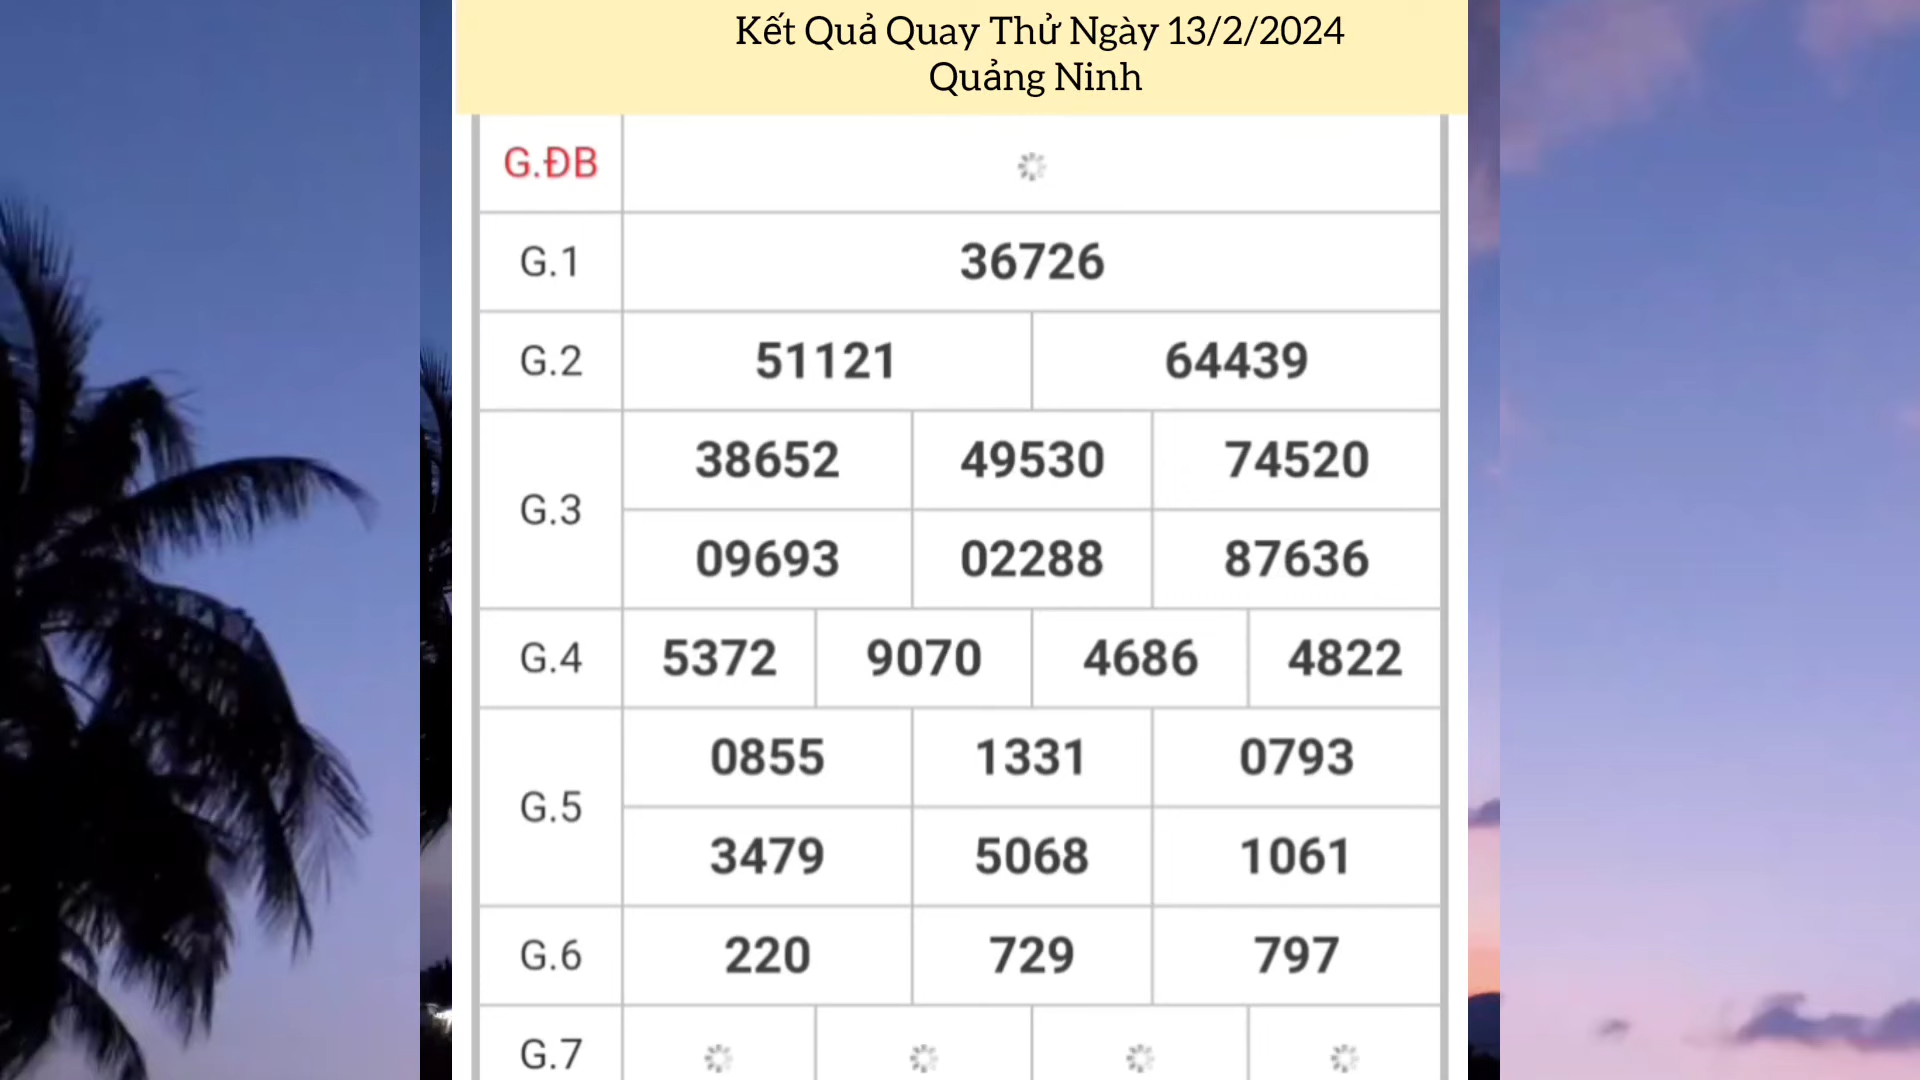 Kết Quả Quay Thử Ngày 13/2/2024
Quảng Ninh
G.ĐB
G.1 36726
G.2 51121 64439
G.3 38652 49530 74520
09693 02288 87636
G.4 5372 9070 4686 4822
G.5 0855 1331 0793
3479 5068 1061
G.6 220 729 797
G.7